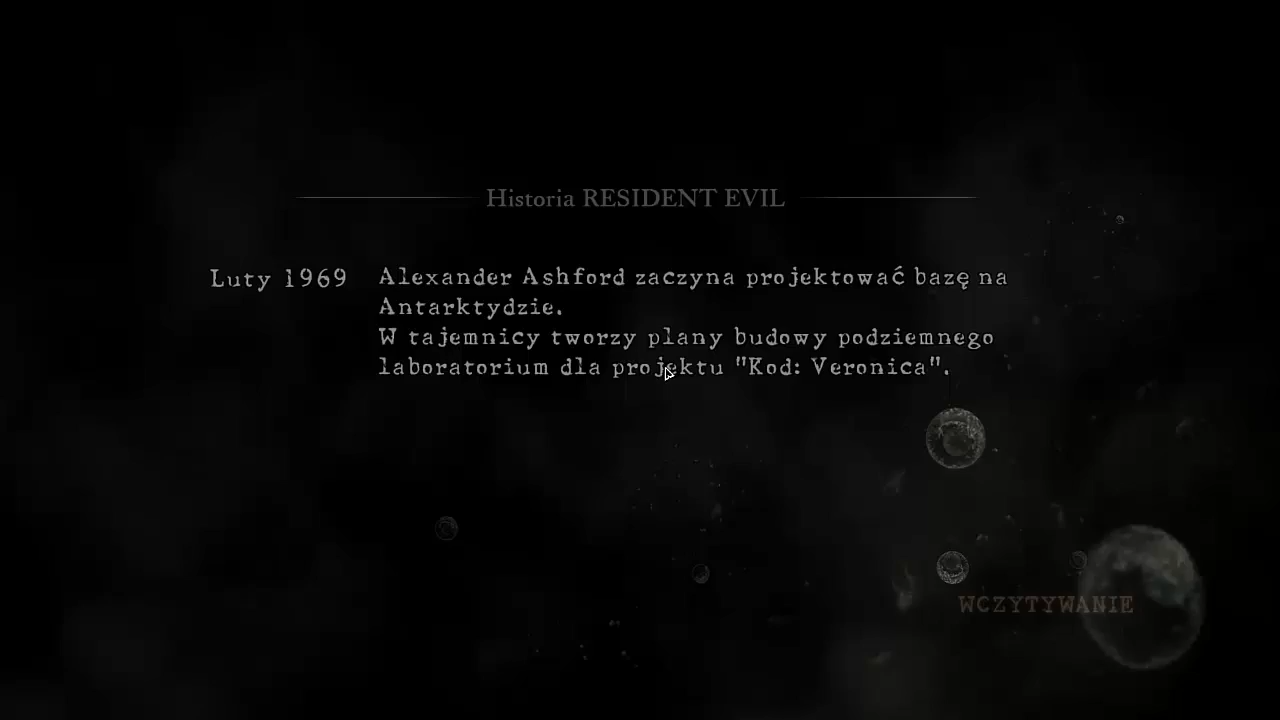 Historia RESIDENT EVIL
Luty 1969 Alexander Ashford zaczyna projektować bazę na
Antarktydzie.
W tajemnicy tworzy plany budowy podziemnego
laboratorium dla projektu "Kod: Veronica".
WCZYTYWANIE